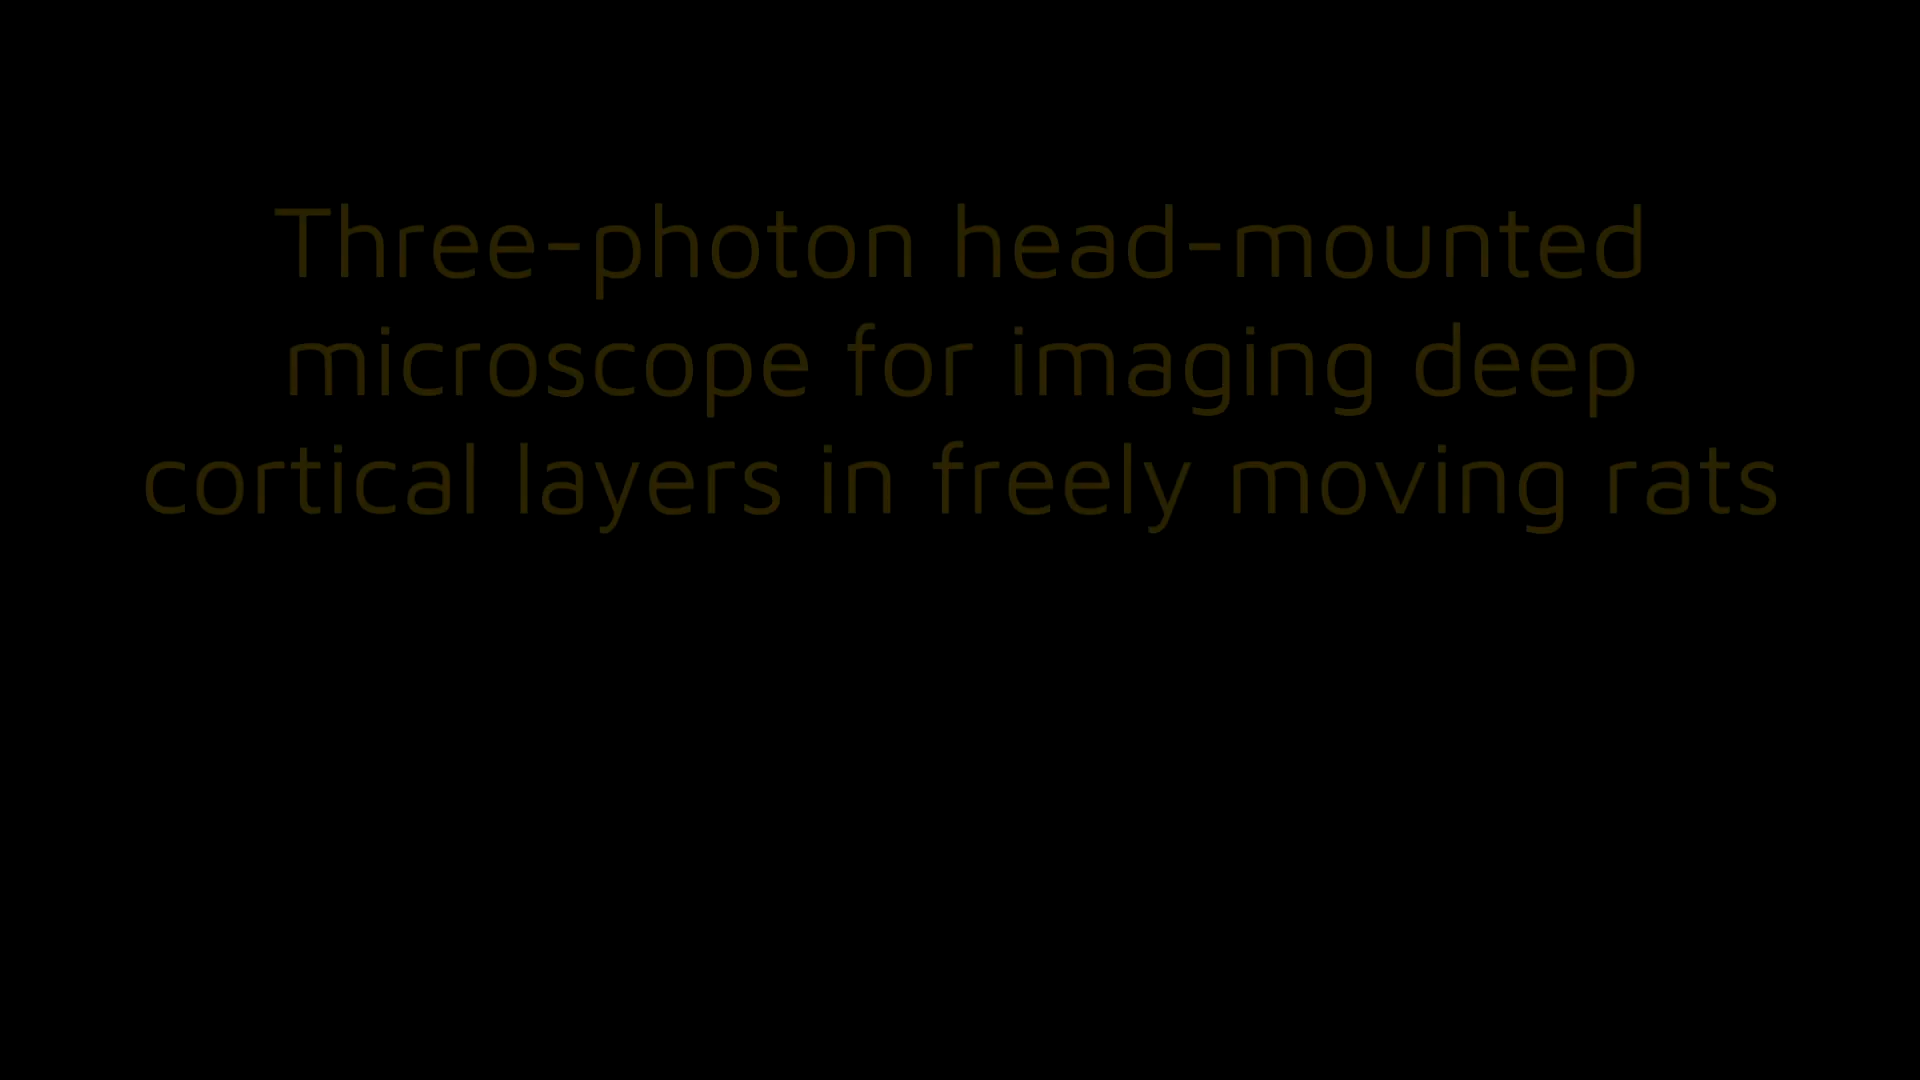 Three-photon head-mounted
microscope for imaging deep
cortical layers in freely moving rats